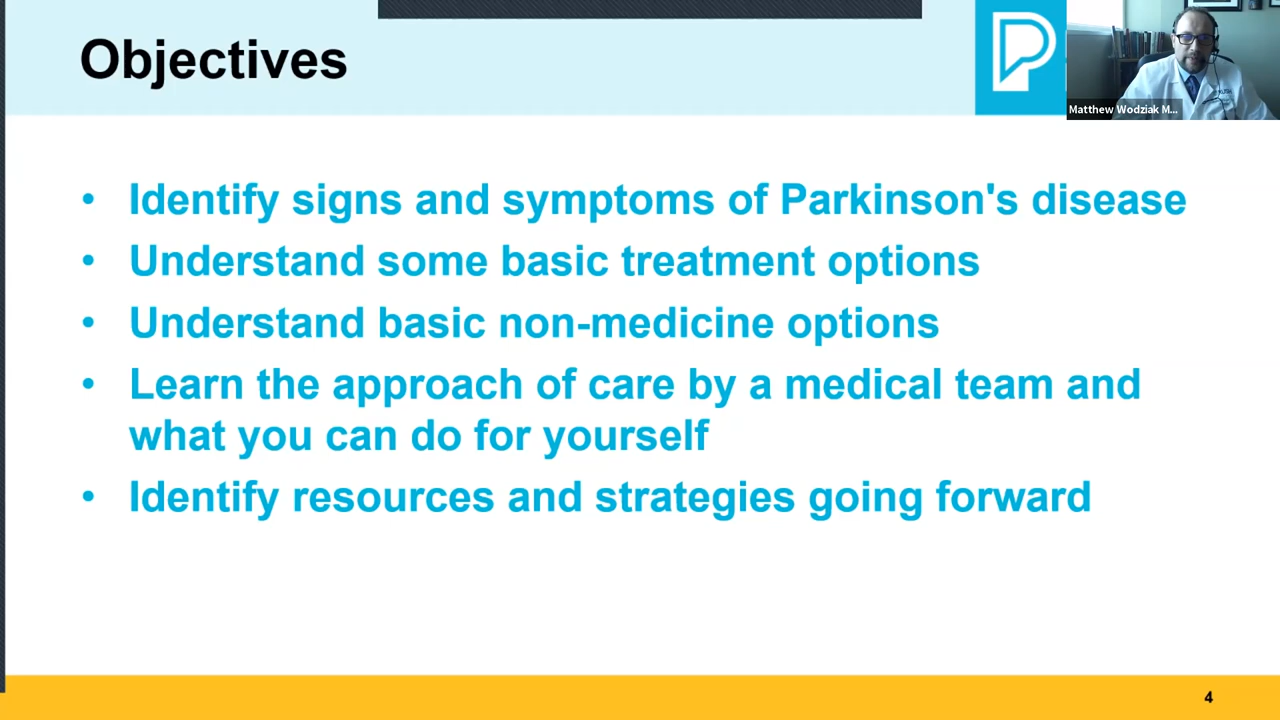 Objectives
Matthew Wodziak M...
• Identify signs and symptoms of Parkinson's disease
• Understand some basic treatment options
• Understand basic non-medicine options
• Learn the approach of care by a medical team and
what you can do for yourself
• Identify resources and strategies going forward
4